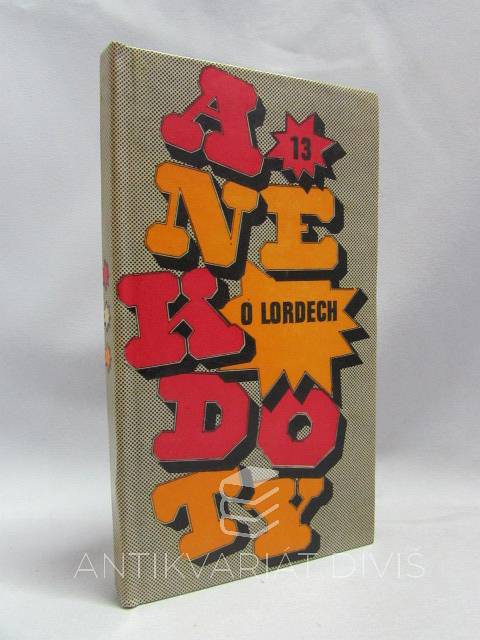 A
13
NE
K
O LORDECH
DO
TY
ANTIKVARIÁT DIVIŠ